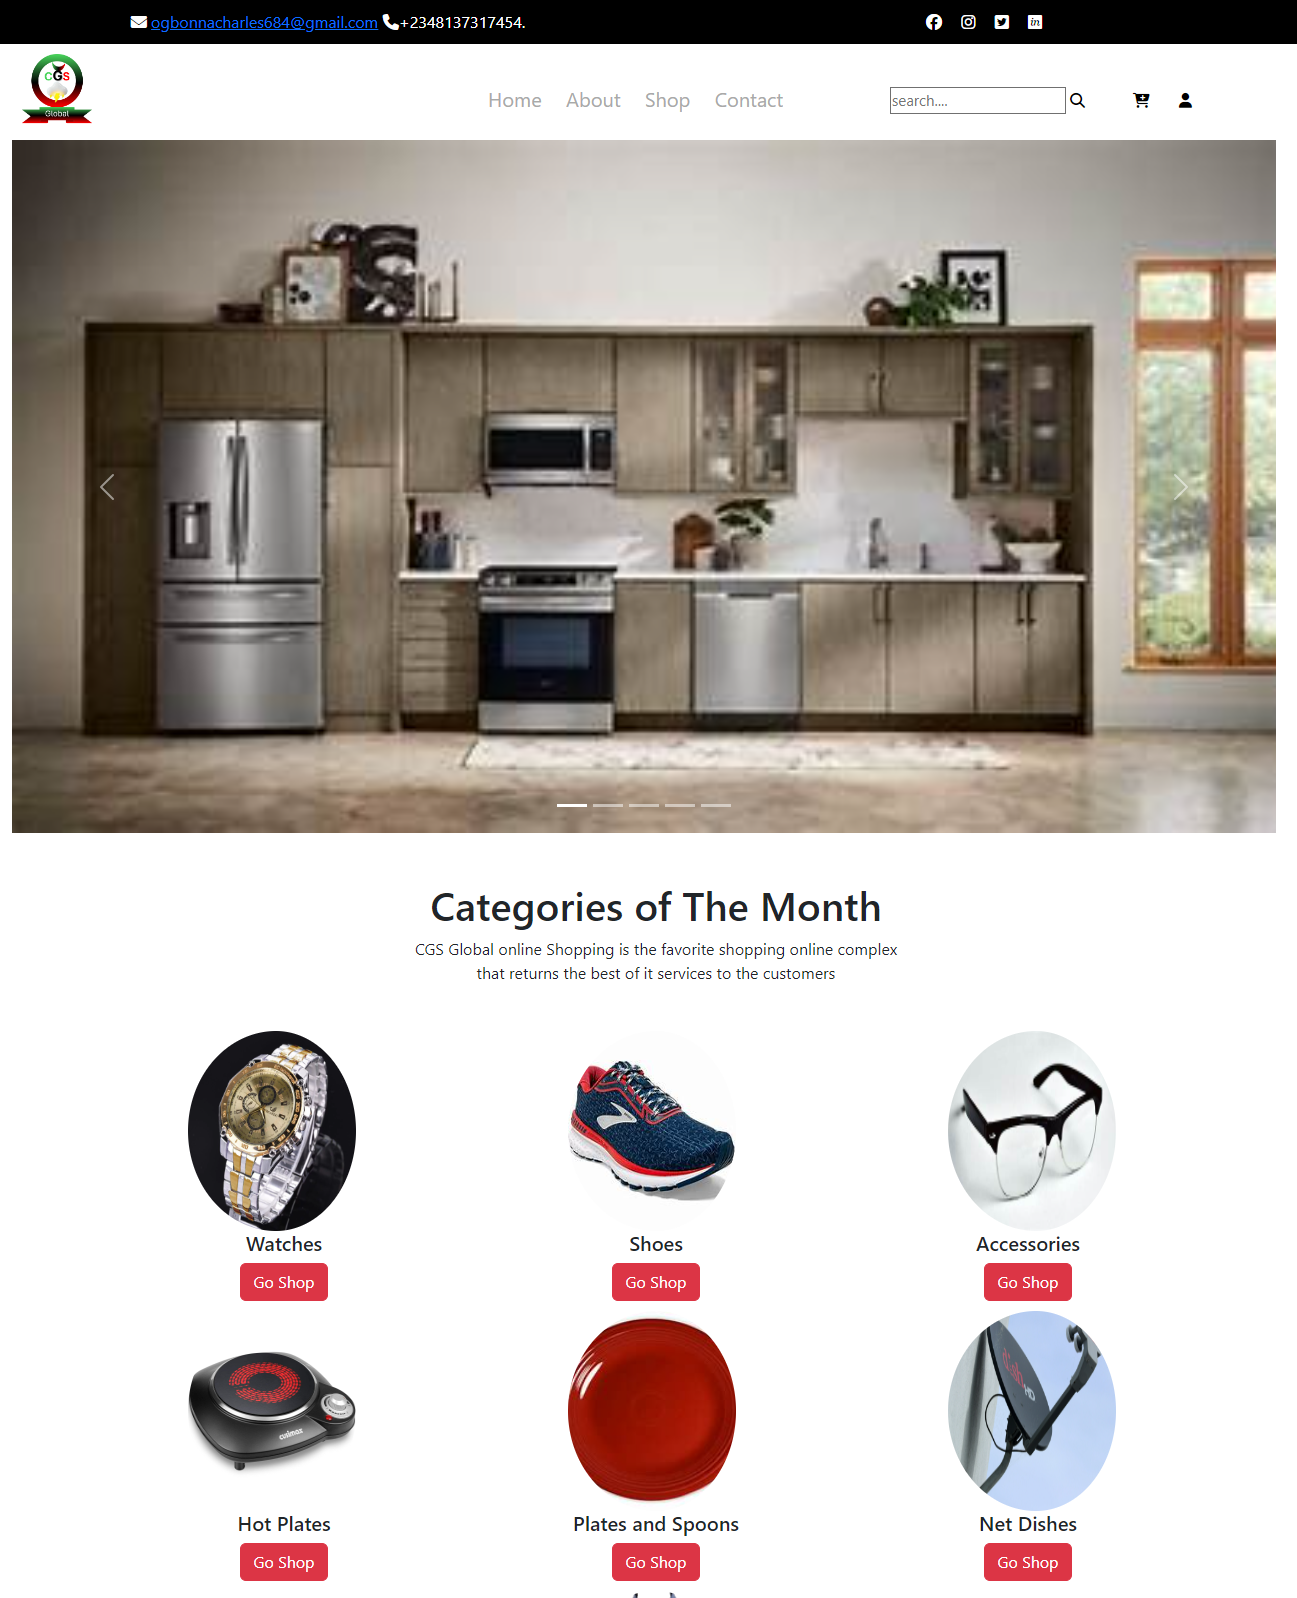 ogbonnacharles684@gmail.com +2348137317454.
CGS
Global
Home About Shop Contact
search....
Categories of The Month
CGS Global online Shopping is the favorite shopping online complex
that returns the best of it services to the customers
Watches Shoes Accessories
Go Shop Go Shop Go Shop
cusimax
dish
HD
Hot Plates Plates and Spoons Net Dishes
Go Shop Go Shop Go Shop